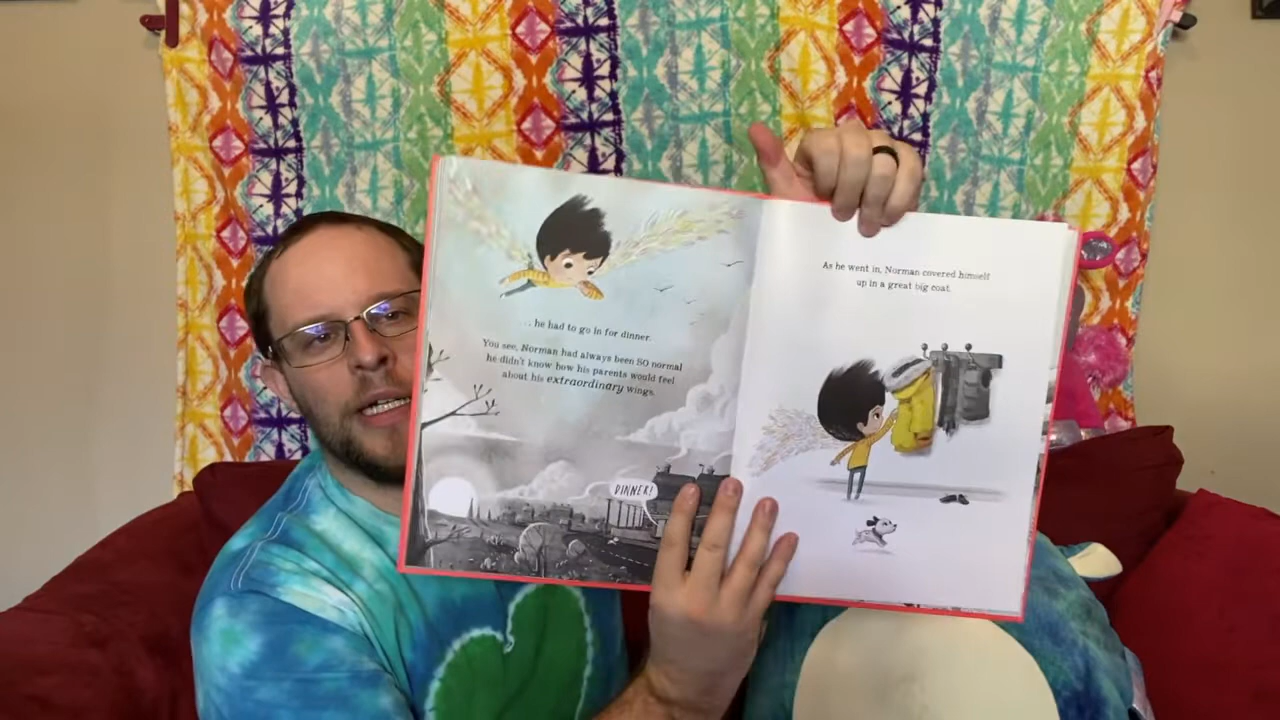 ...he had to go in for dinner.
You see, Norman had always been SO normal
he didn't know how his parents would feel
about his extraordinary wings.
DINNER!
As he went in, Norman covered himself
up in a great big coat.